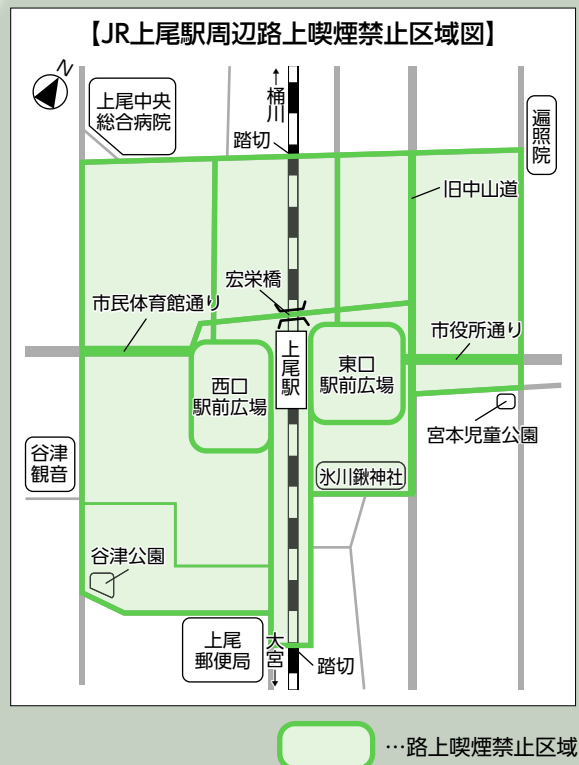 【JR上尾駅周辺路上喫煙禁止区域図】
N
↑桶川
上尾中央
総合病院
踏切
遍照院
旧中山道
宏栄橋
市民体育館通り
市役所通り
上尾駅
西口
駅前広場
東口
駅前広場
宮本児童公園
谷津
観音
氷川鍬神社
谷津公園
上尾
郵便局
大宮↓
踏切
…路上喫煙禁止区域